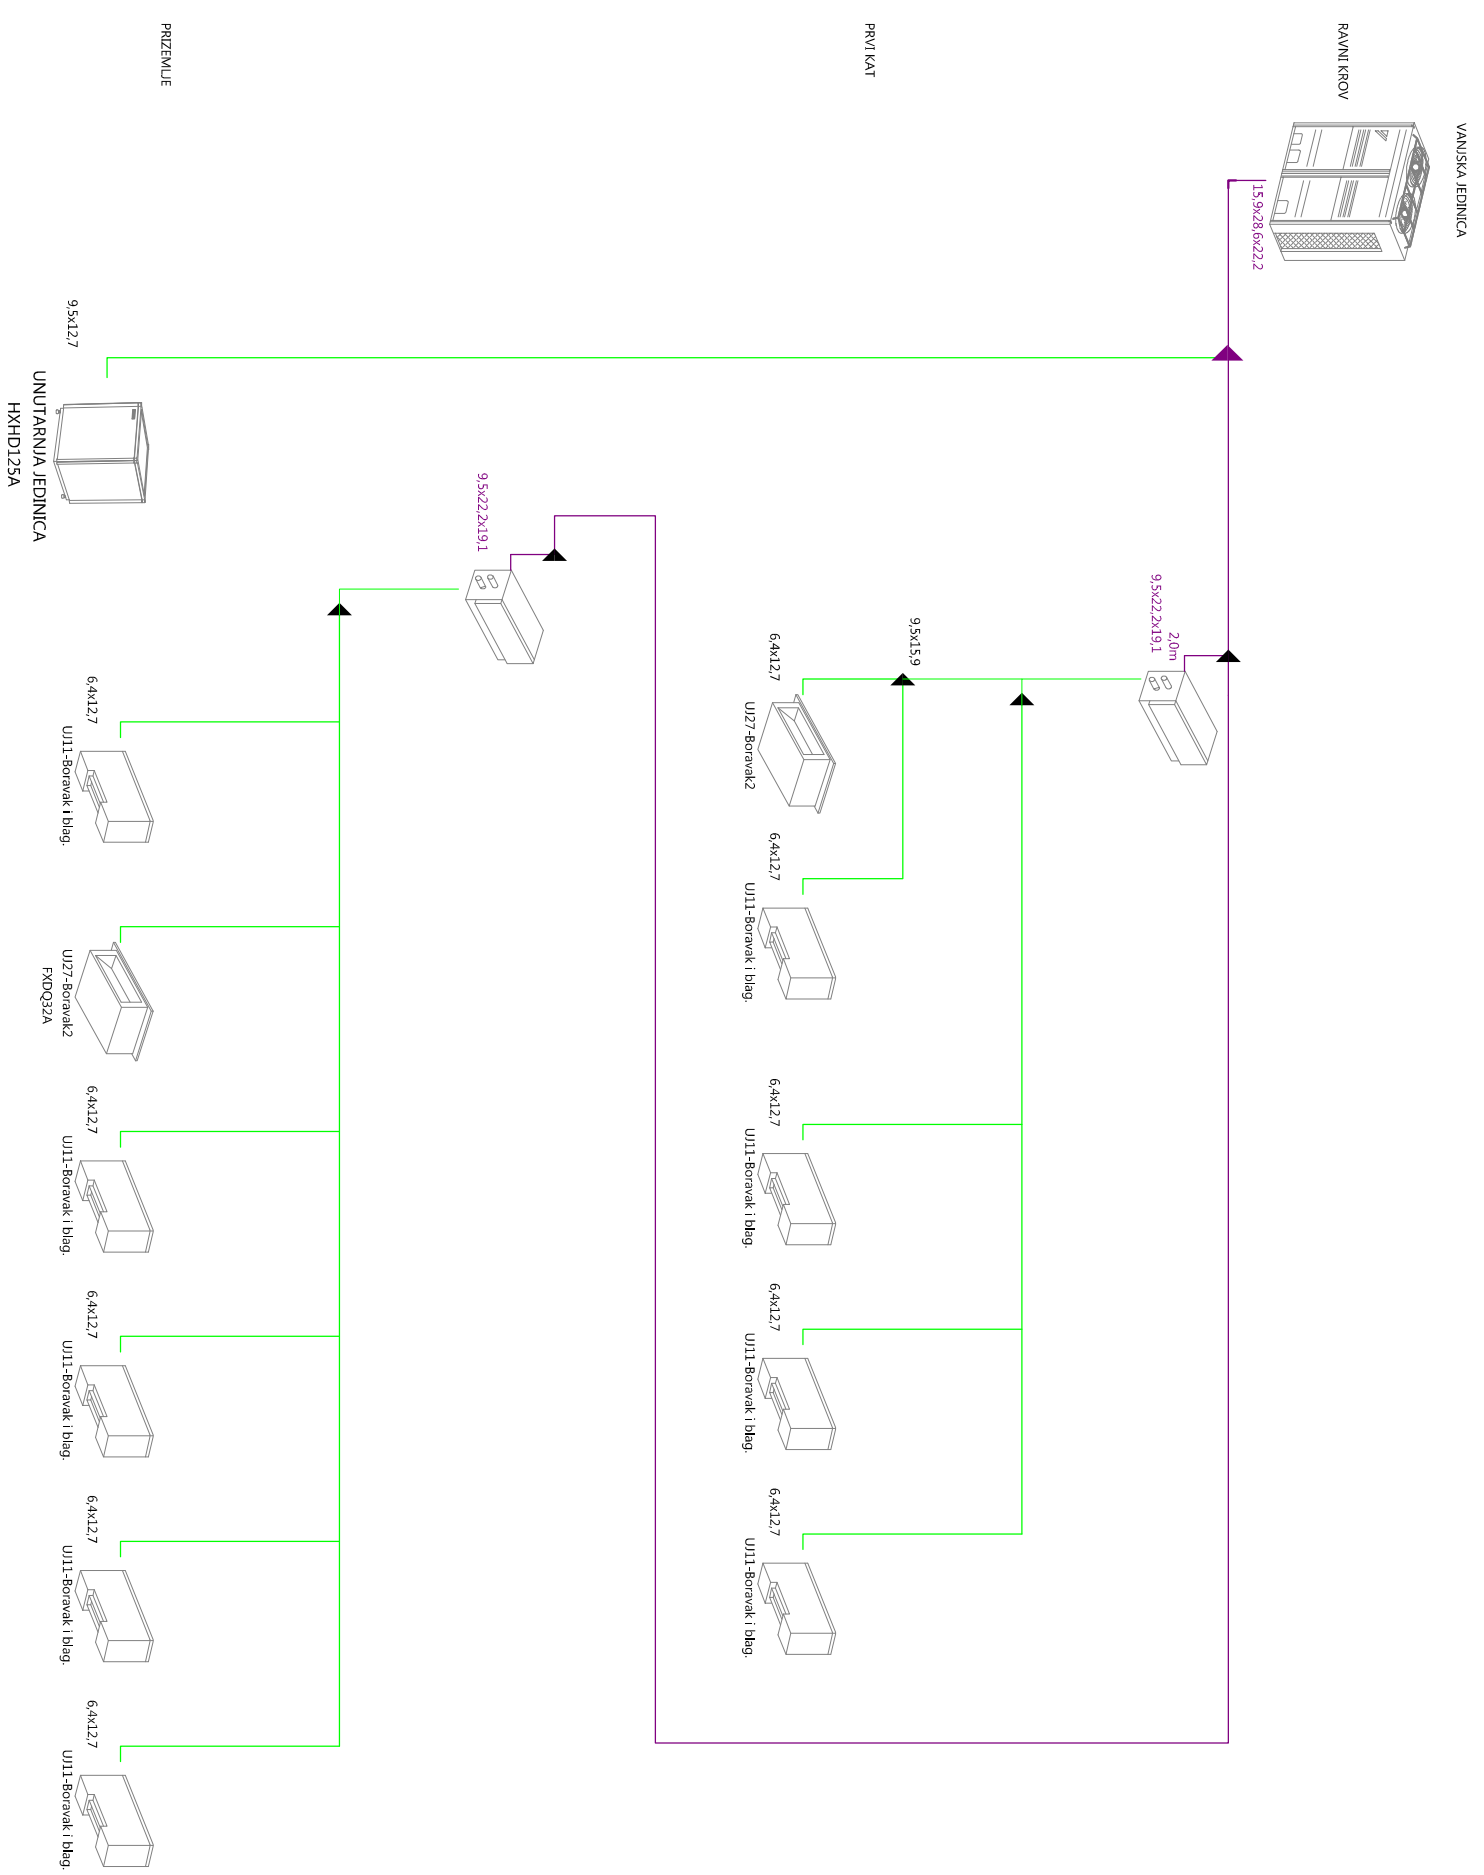 VANJSKA JEDINICA
RAVNI KROV
15,9x28,6x22,2
PRVI KAT
2,0m
9,5x22,2x19,1
9,5x15,9
6,4x12,7
UJ27-Boravak2
6,4x12,7
UJ11-Boravak i blag.
6,4x12,7
UJ11-Boravak i blag.
6,4x12,7
UJ11-Boravak i blag.
6,4x12,7
UJ11-Boravak i blag.
9,5x22,2x19,1
PRIZEMLJE
9,5x12,7
UNUTARNJA JEDINICA
HXHD125A
6,4x12,7
UJ11-Boravak i blag.
UJ27-Boravak2
FXDQ32A
6,4x12,7
UJ11-Boravak i blag.
6,4x12,7
UJ11-Boravak i blag.
6,4x12,7
UJ11-Boravak i blag.
6,4x12,7
UJ11-Boravak i blag.